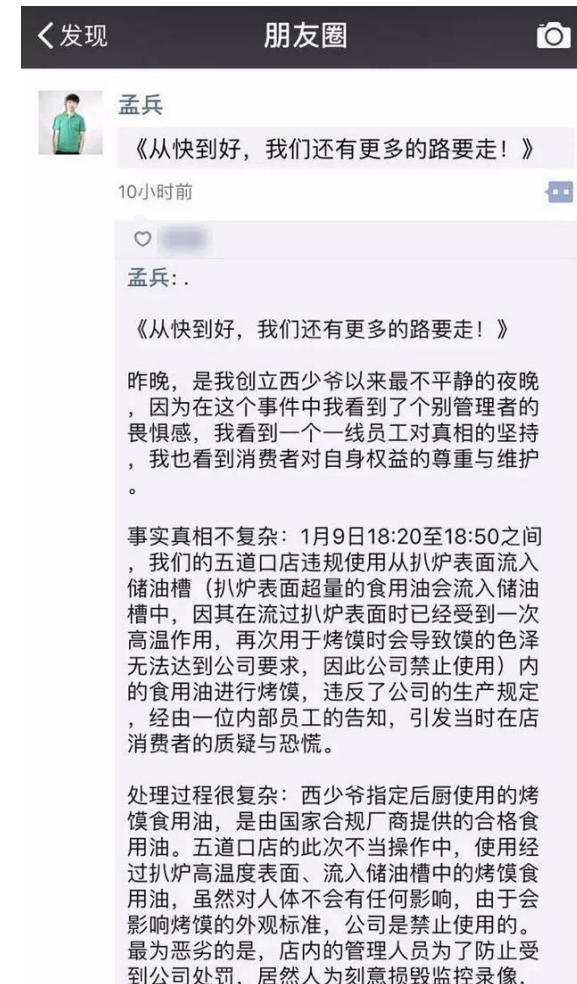 发现
朋友圈
孟兵
《从快到好，我们还有更多的路要走！》
10小时前
孟兵: .
《从快到好，我们还有更多的路要走！》
昨晚，是我创立西少爷以来最不平静的夜晚
，因为在这个事件中我看到了个别管理者的
畏惧感，我看到一个一线员工对真相的坚持
，我也看到消费者对自身权益的尊重与维护
。
事实真相不复杂：1月9日18:20至18:50之间
，我们的五道口店违规使用从扒炉表面流入
储油槽（扒炉表面超量的食用油会流入储油
槽中，因其在流过扒炉表面时已经受到一次
高温作用，再次用于烤馍时会导致馍的色泽
无法达到公司要求，因此公司禁止使用）内
的食用油进行烤馍，违反了公司的生产规定
，经由一位内部员工的告知，引发当时在店
消费者的质疑与恐慌。
处理过程很复杂：西少爷指定后厨使用的烤
馍食用油，是由国家合规厂商提供的合格食
用油。五道口店的此次不当操作中，使用经
过扒炉高温度表面、流入储油槽中的烤馍食
用油，虽然对人体不会有任何影响，由于会
影响烤馍的外观标准，公司是禁止使用的。
最为恶劣的是，店内的管理人员为了防止受
到公司处罚，居然人为刻意损毁监控录像，